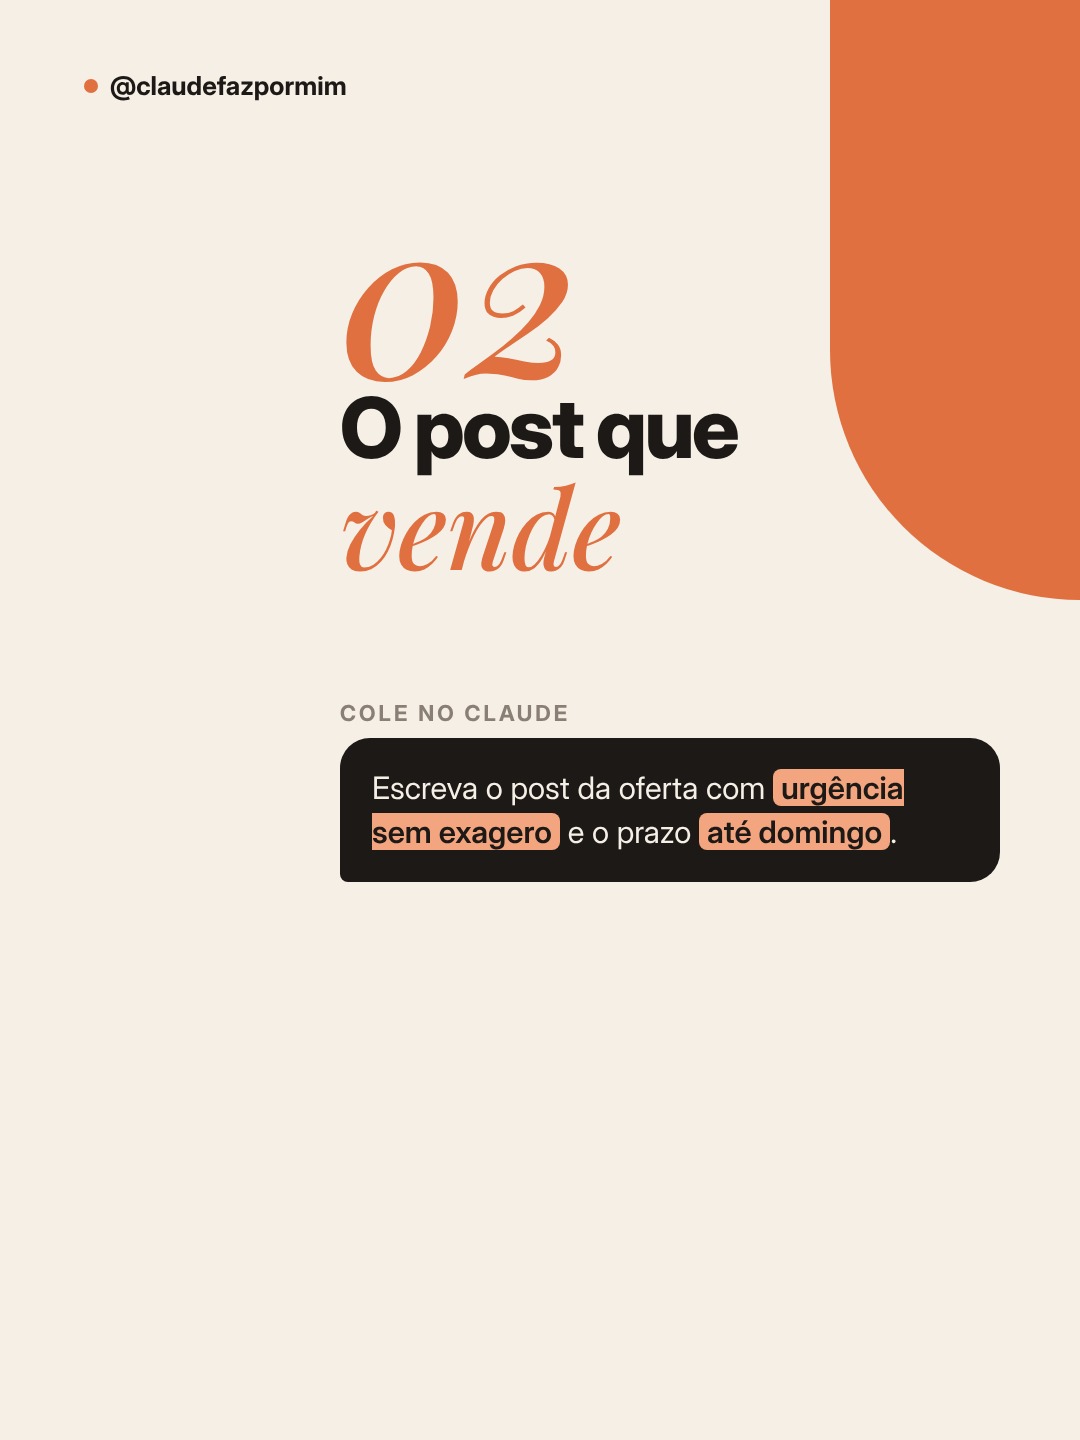 @claudefazpormim
02
O post que
vende
COLE NO CLAUDE
Escreva o post da oferta com urgência
sem exagero e o prazo até domingo.